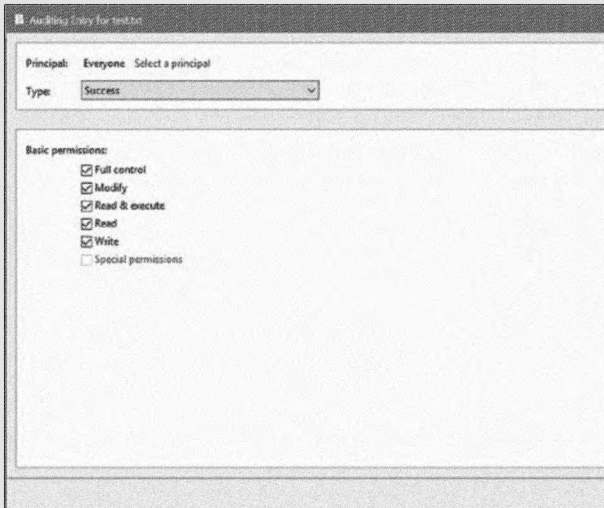 Auditing Entry for test.txt
Principal: Everyone Select a principal
Type: Success
Basic permissions:
Full control
Modify
Read & execute
Read
Write
Special permissions